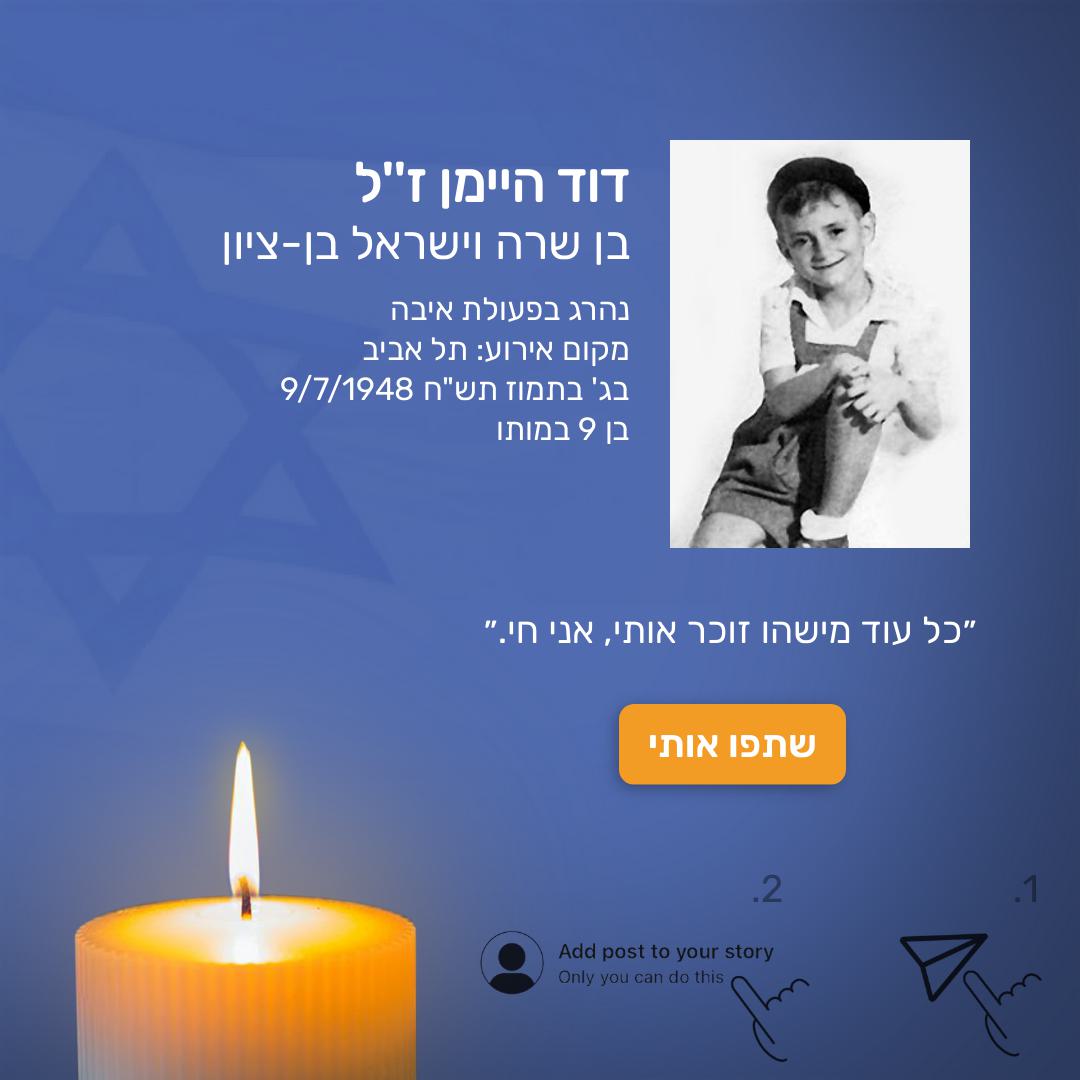 דוד היימן ז"ל
בן שרה וישראל בן-ציון
נהרג בפעולת איבה
מקום אירוע: תל אביב
בג' בתמוז תש"ח 9/7/1948
בן 9 במותו
״כל עוד מישהו זוכר אותי, אני חי.״
שתפו אותי
1.
2.
Add post to your story
Only you can do this